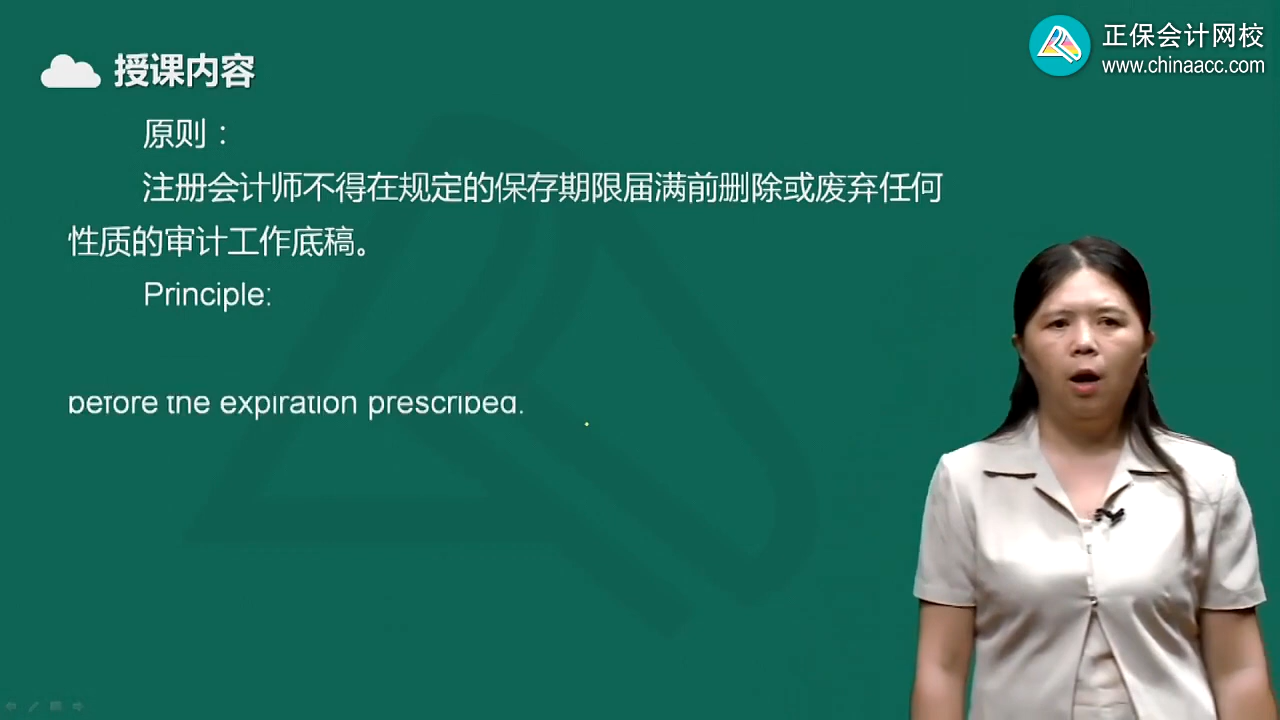 正保会计网校
www.chinaacc.com
授课内容
原则：
注册会计师不得在规定的保存期限届满前删除或废弃任何
性质的审计工作底稿。
Principle:
before the expiration prescribed.